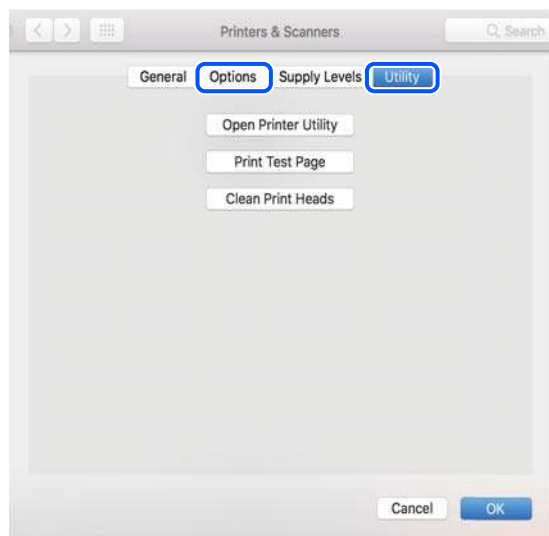 Printers & Scanners Search
General Options Supply Levels Utility
Open Printer Utility
Print Test Page
Clean Print Heads
Cancel OK